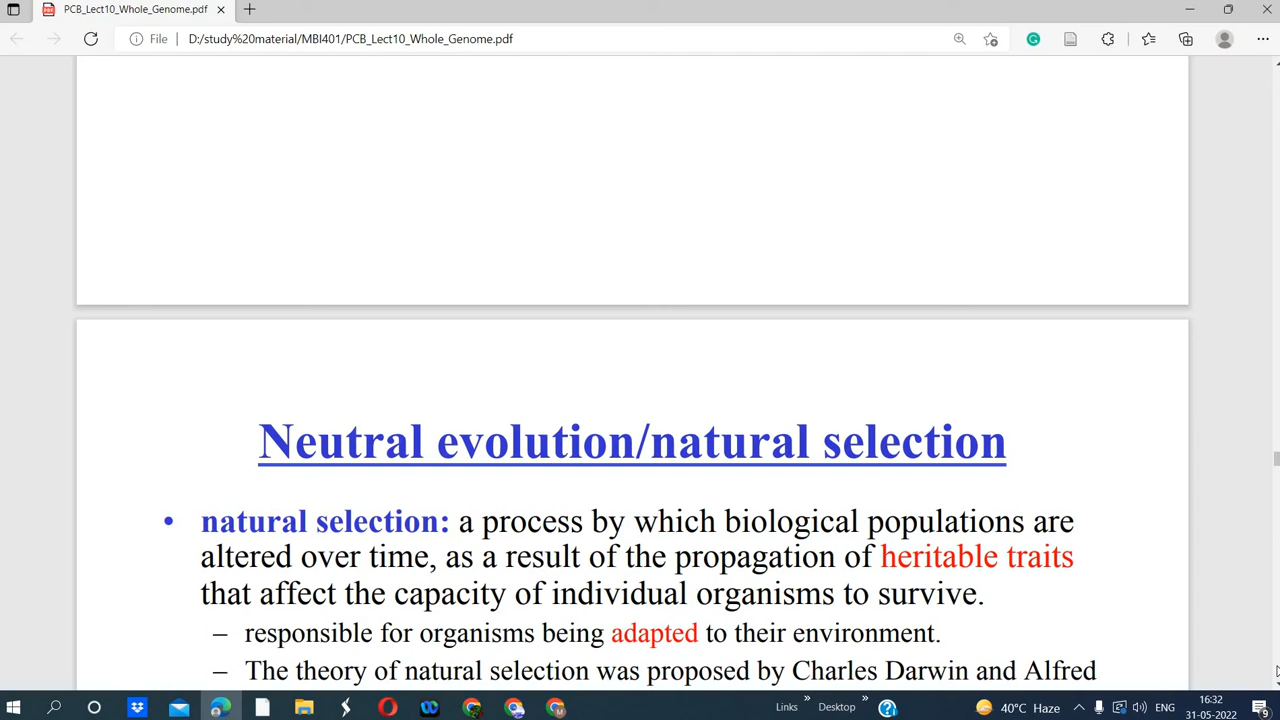 PCB_Lect10_Whole_Genome.pdf
File | D:/study%20material/MBI401/PCB_Lect10_Whole_Genome.pdf
Neutral evolution/natural selection
• natural selection: a process by which biological populations are
altered over time, as a result of the propagation of heritable traits
that affect the capacity of individual organisms to survive.
– responsible for organisms being adapted to their environment.
– The theory of natural selection was proposed by Charles Darwin and Alfred
Links » Desktop » 40°C Haze ENG 16:32
31-05-2022 9